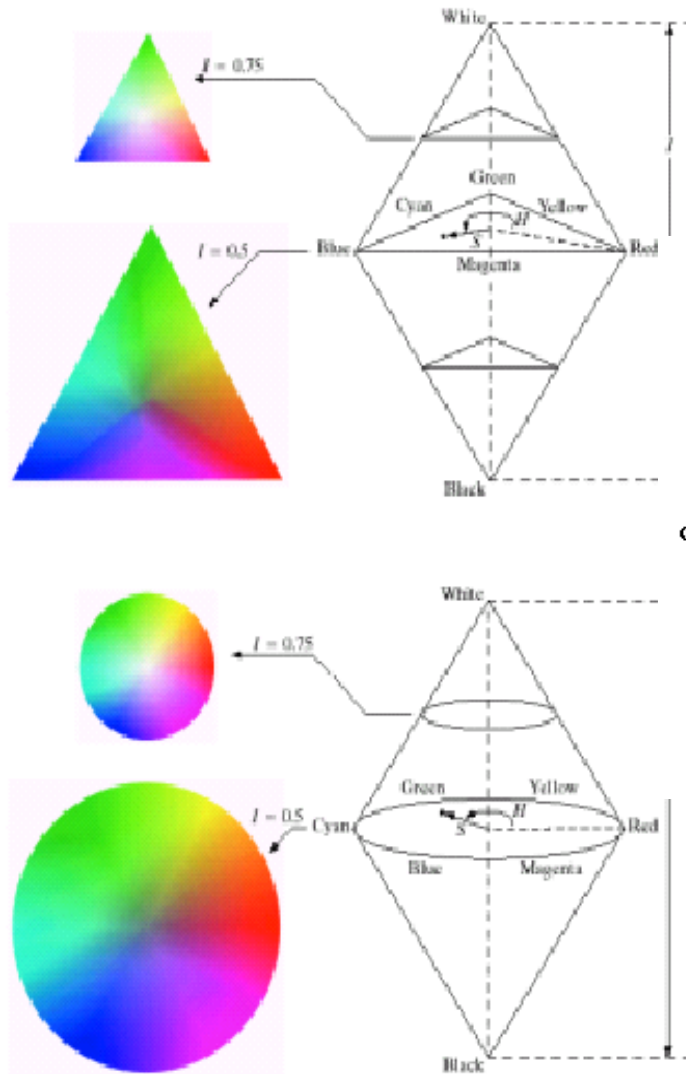 White
I = 0.75
I
Green
Cyan
Yellow
H
S
I = 0.5
Blue
Red
Magenta
Black
White
I = 0.75
Green
Yellow
I = 0.5
Cyan
H
S
Red
Blue
Magenta
Black